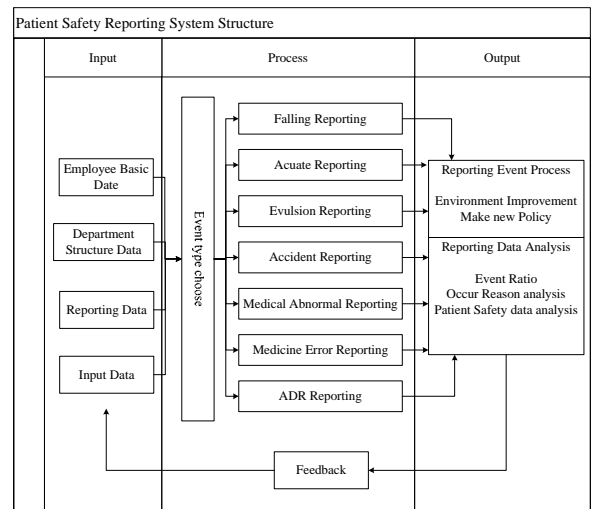 Patient Safety Reporting System Structure
Input
Process
Output
Employee Basic
Date
Department
Structure Data
Reporting Data
Input Data
Event type choose
Falling Reporting
Acuate Reporting
Evulsion Reporting
Accident Reporting
Medical Abnormal Reporting
Medicine Error Reporting
ADR Reporting
Reporting Event Process
Environment Improvement
Make new Policy
Reporting Data Analysis
Event Ratio
Occur Reason analysis
Patient Safety data analysis
Feedback